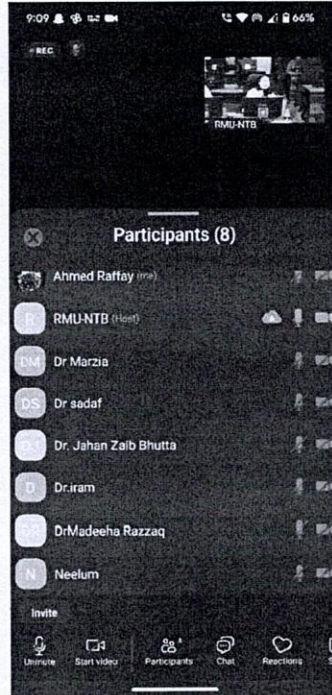 9:09 66%
REC
RMU-NTB
Participants (8)
Ahmed Raffay (me)
R RMU-NTB (Host)
DM Dr Marzia
DS Dr sadaf
Dr. Jahan Zaib Bhutta
D Dr.iram
DR DrMadeeha Razzaq
N Neelum
Invite
Unmute Start video Participants Chat Reactions